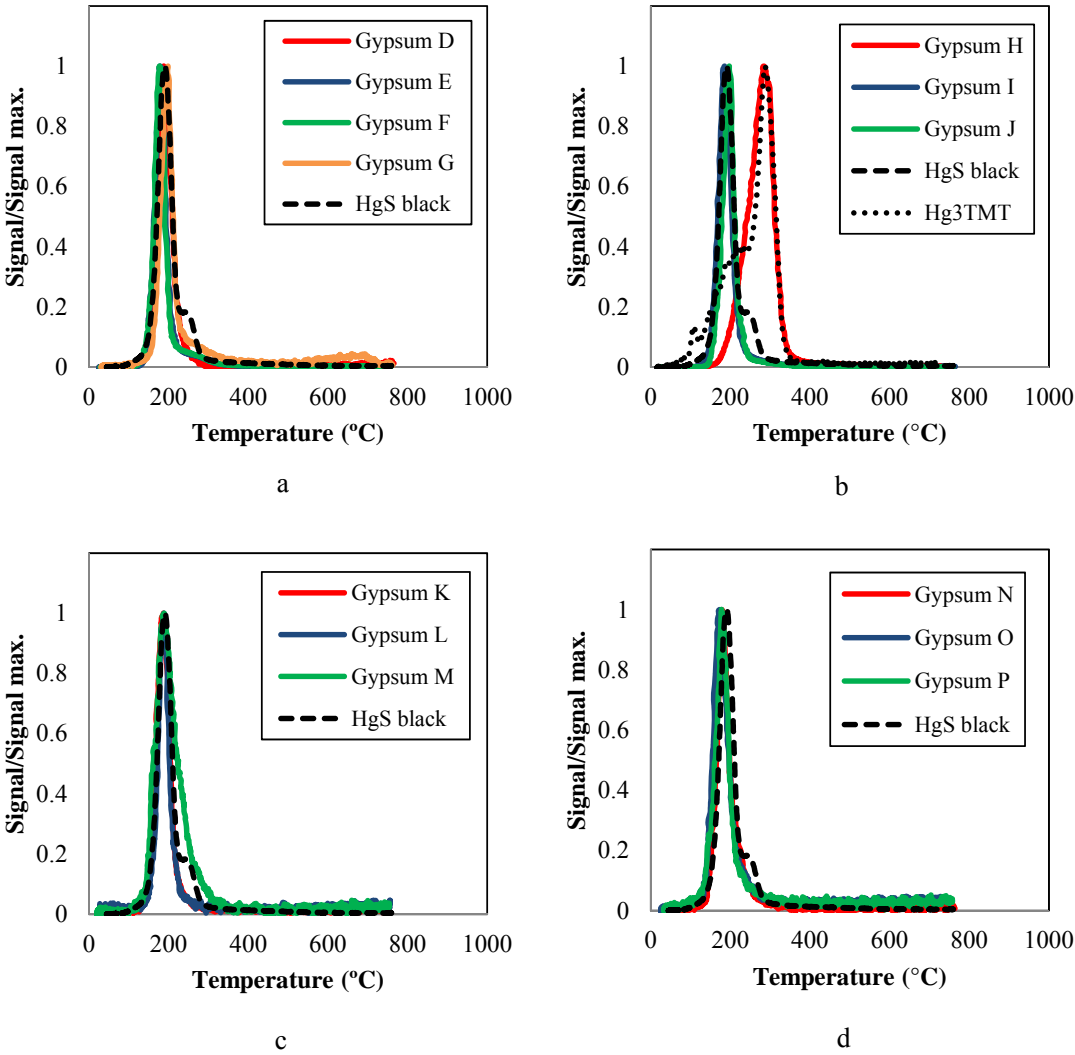 Signal/Signal max.
1
0.8
0.6
0.4
0.2
0
0
200
400
600
800
1000
Temperature (ºC)
Gypsum D
Gypsum E
Gypsum F
Gypsum G
HgS black
a
Signal/Signal max.
1
0.8
0.6
0.4
0.2
0
0
200
400
600
800
1000
Temperature (°C)
Gypsum H
Gypsum I
Gypsum J
HgS black
Hg3TMT
b
Signal/Signal max.
1
0.8
0.6
0.4
0.2
0
0
200
400
600
800
1000
Temperature (ºC)
Gypsum K
Gypsum L
Gypsum M
HgS black
c
Signal/Signal max.
1
0.8
0.6
0.4
0.2
0
0
200
400
600
800
1000
Temperature (°C)
Gypsum N
Gypsum O
Gypsum P
HgS black
d